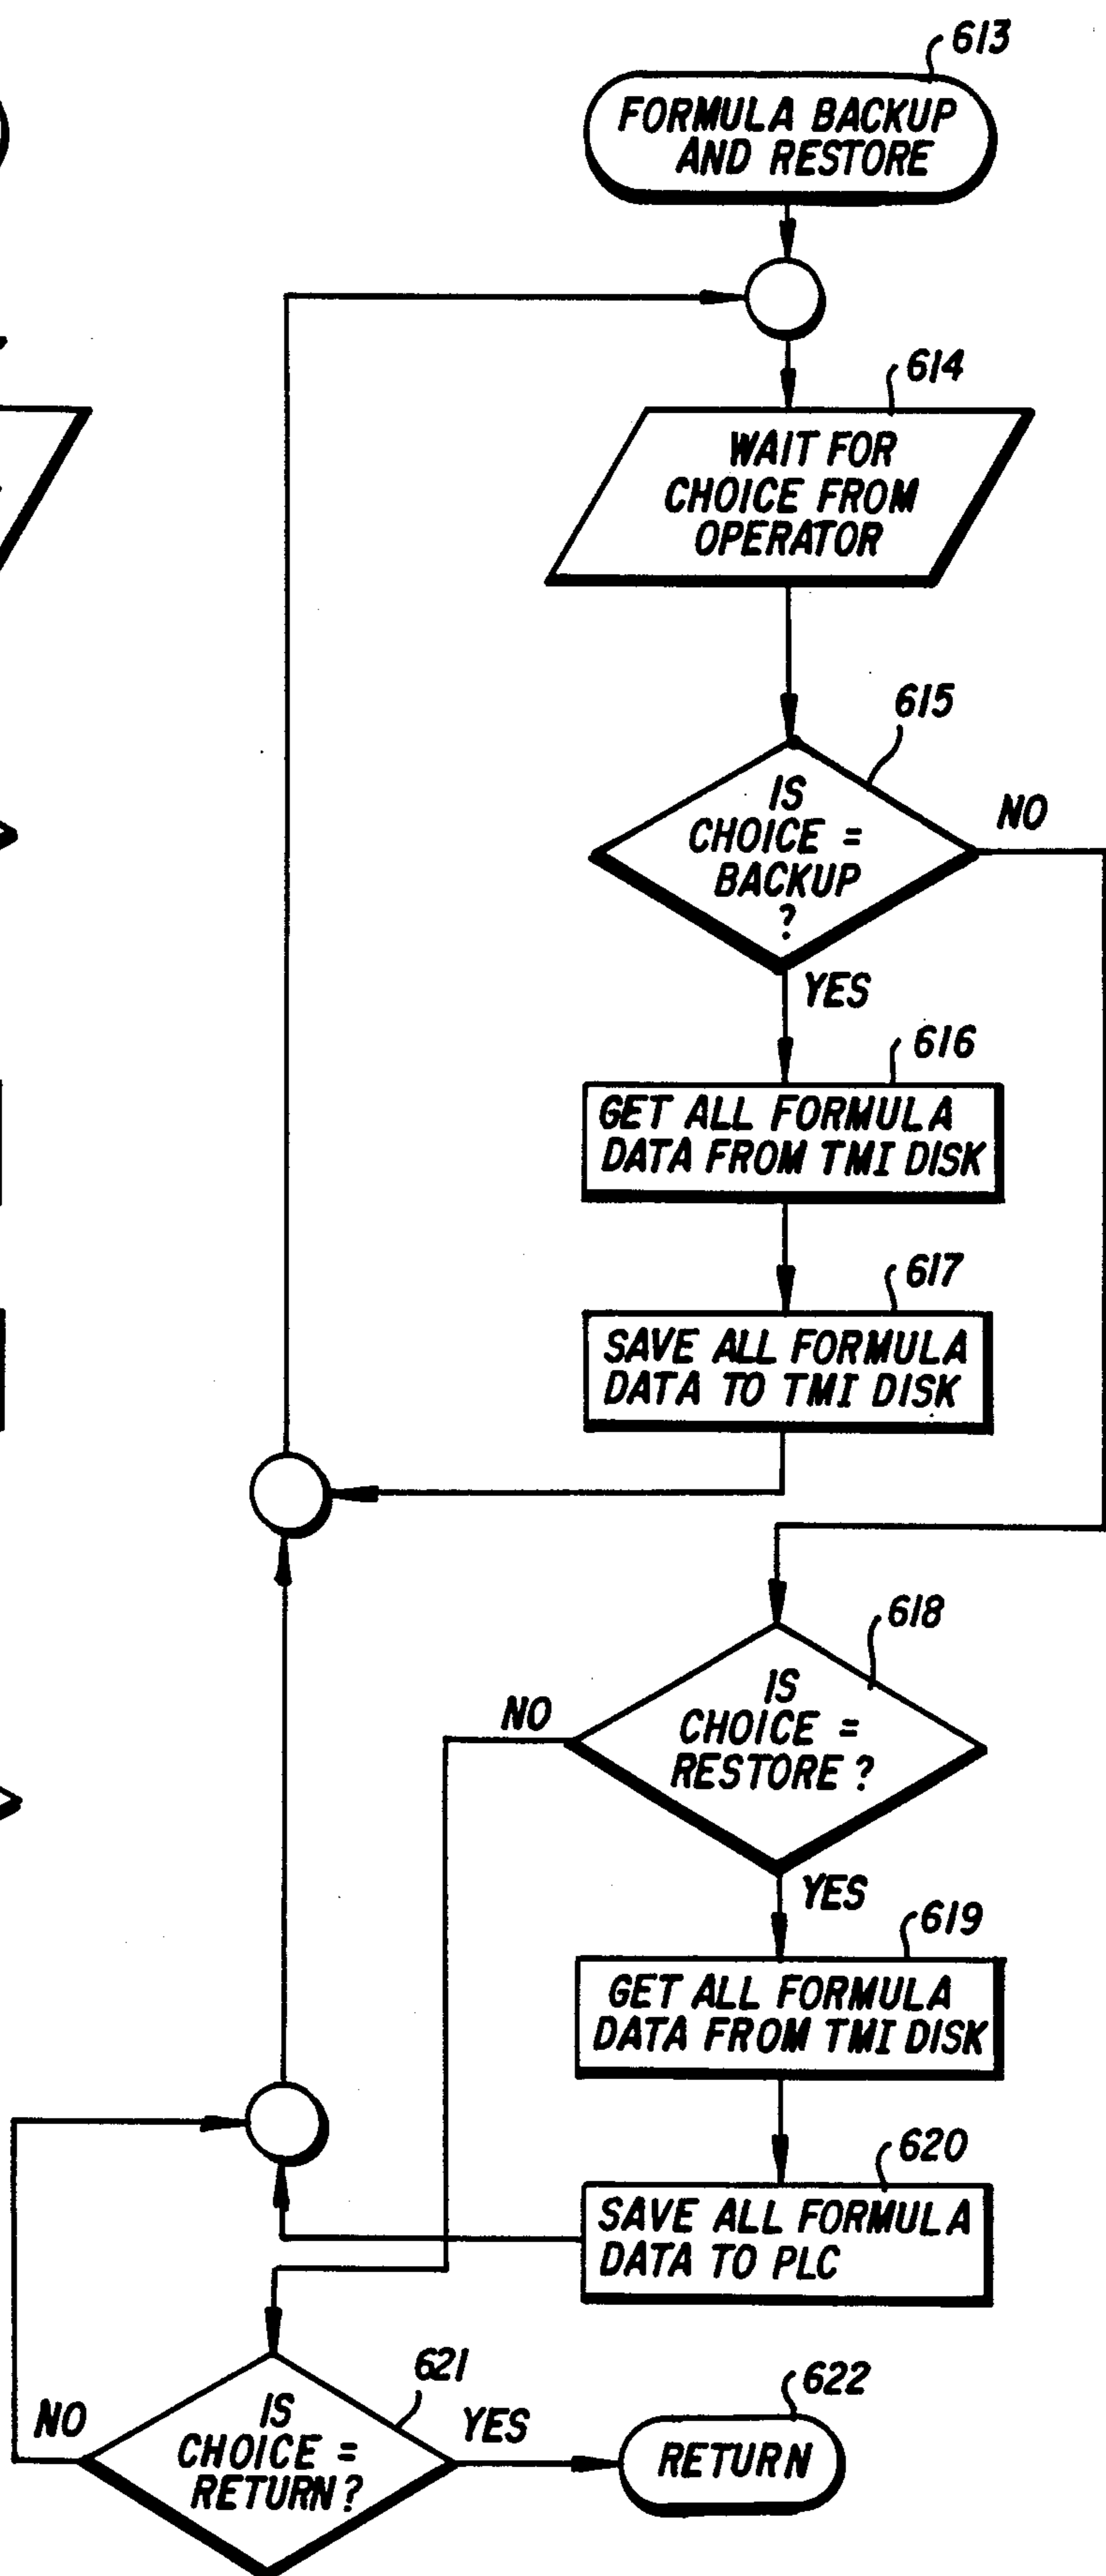 613
FORMULA BACKUP
AND RESTORE
614
WAIT FOR
CHOICE FROM
OPERATOR
615
IS
CHOICE =
BACKUP
?
NO
YES
616
GET ALL FORMULA
DATA FROM TMI DISK
617
SAVE ALL FORMULA
DATA TO TMI DISK
618
IS
CHOICE =
RESTORE ?
NO
YES
619
GET ALL FORMULA
DATA FROM TMI DISK
620
SAVE ALL FORMULA
DATA TO PLC
621
IS
CHOICE =
RETURN?
NO
YES
622
RETURN